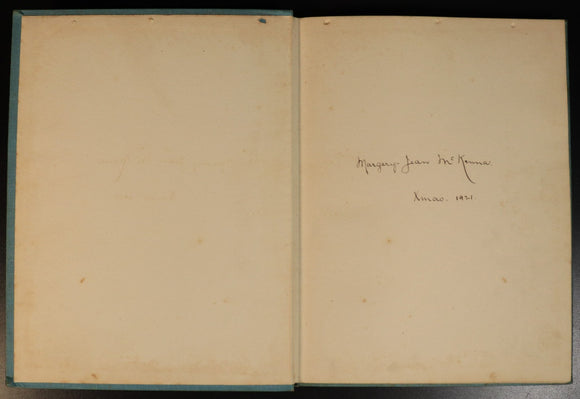 Margery Jean McKenna.
Xmas. 1921.